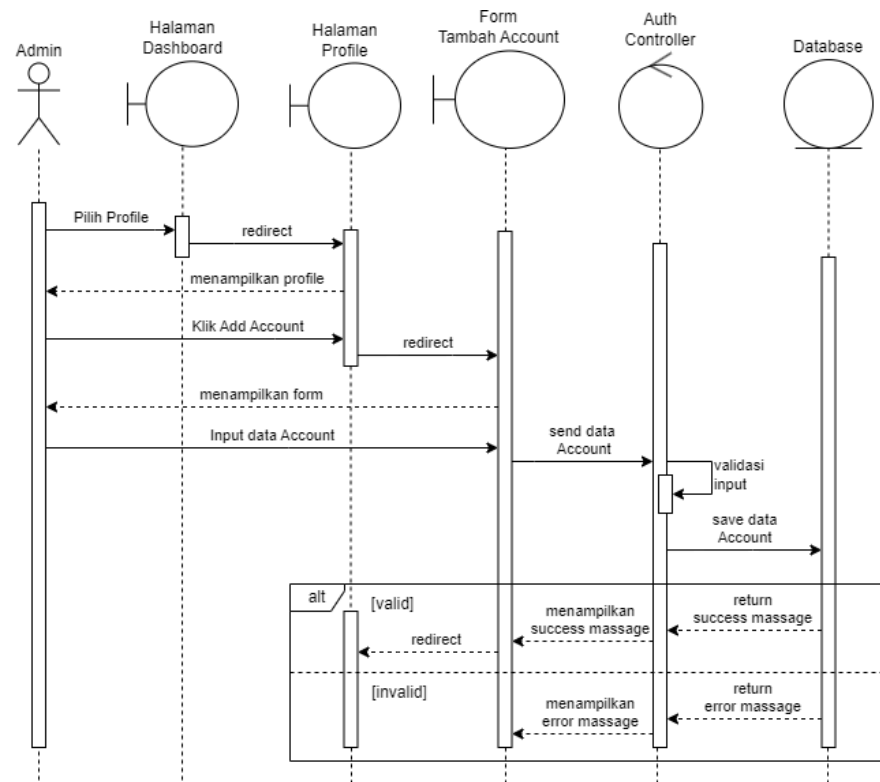 Admin
Halaman
Dashboard
Halaman
Profile
Form
Tambah Account
Auth
Controller
Database
Pilih Profile
redirect
menampilkan profile
Klik Add Account
redirect
menampilkan form
Input data Account
send data
Account
validasi
input
save data
Account
alt
[valid]
return
success massage
menampilkan
success massage
redirect
[invalid]
return
error massage
menampilkan
error massage